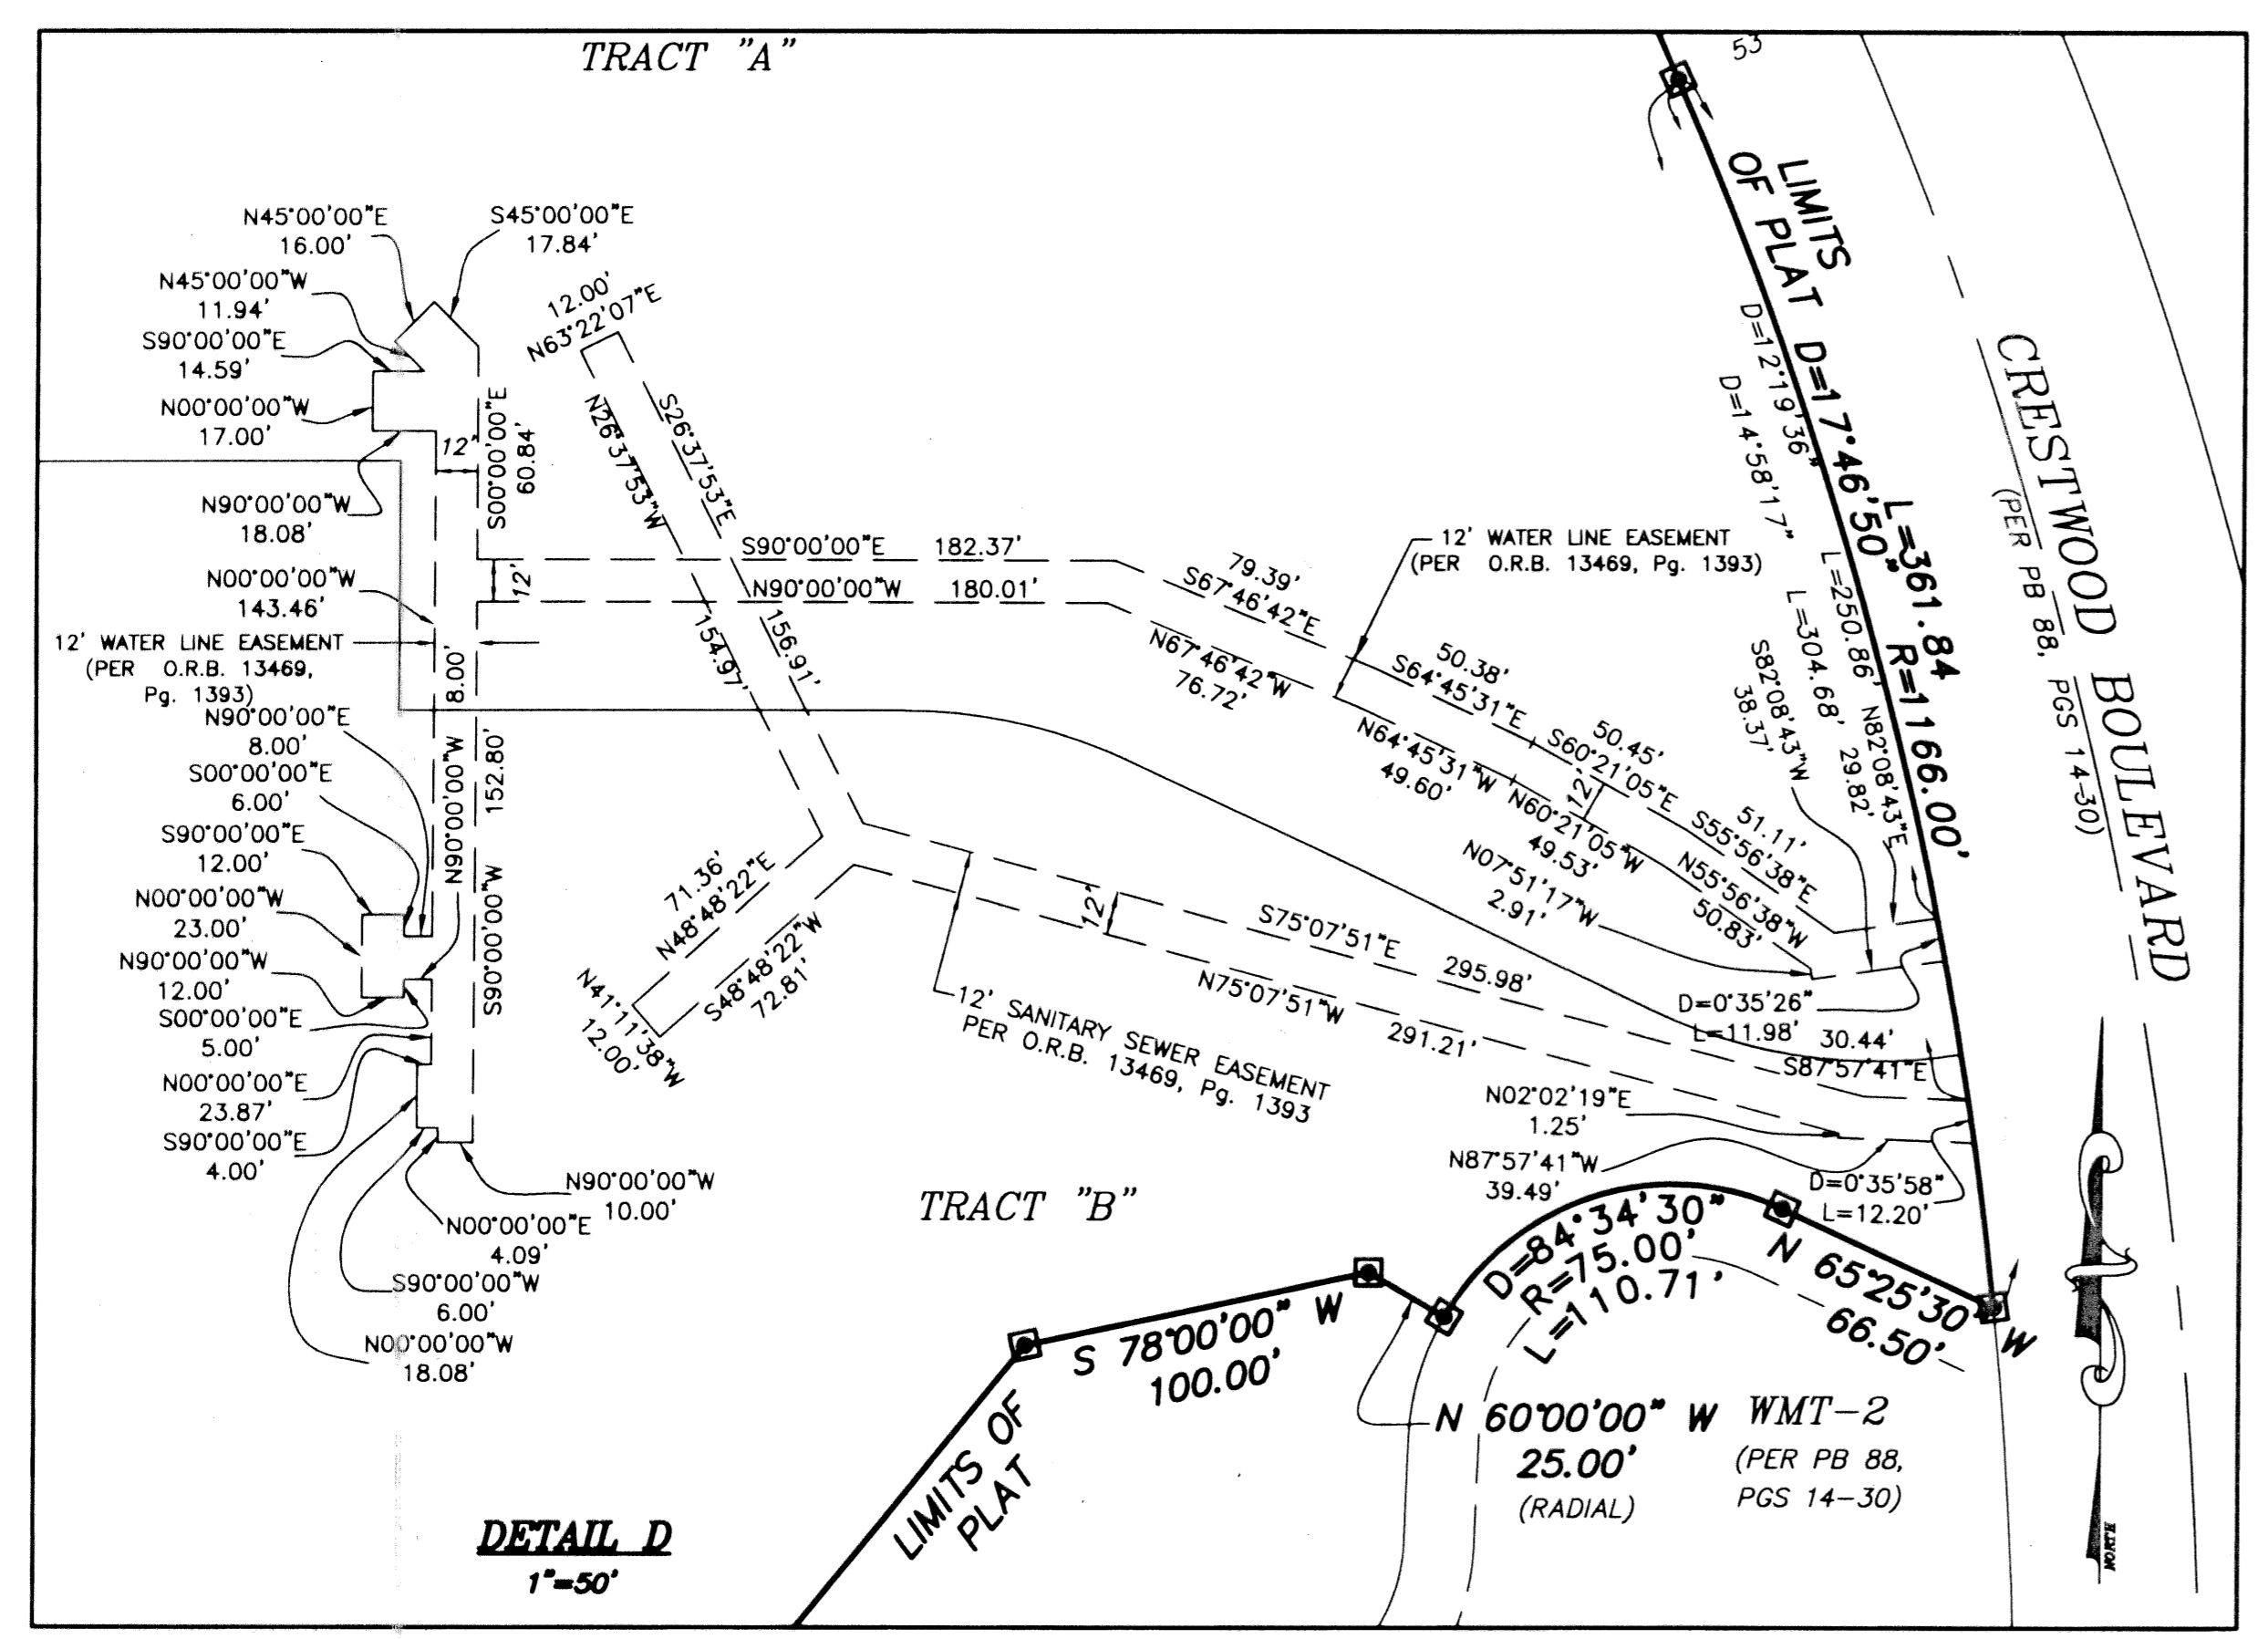 TRACT "A"
53
LIMITS
OF PLAT
D=17°46'50"
L=361.84
R=1166.00'
D=12°19'36"
L=250.86'
D=14°58'17"
L=304.68'
CRESTWOOD BOULEVARD
(PER PB 88, PGS 14-30)
N45°00'00"E
16.00'
S45°00'00"E
17.84'
N45°00'00"W
11.94'
S90°00'00"E
14.59'
N00°00'00"W
17.00'
12'
S00°00'00"E
60.84'
N90°00'00"W
18.08'
N00°00'00"W
143.46'
12' WATER LINE EASEMENT
(PER O.R.B. 13469,
Pg. 1393)
N90°00'00"E
8.00'
S00°00'00"E
6.00'
S90°00'00"E
12.00'
N00°00'00"W
23.00'
N90°00'00"W
12.00'
S00°00'00"E
5.00'
N00°00'00"E
23.87'
S90°00'00"E
4.00'
N90°00'00"W
8.00'
S90°00'00"W
152.80'
N90°00'00"W
10.00'
N00°00'00"E
4.09'
S90°00'00"W
6.00'
N00°00'00"W
18.08'
12.00'
N63°22'07"E
S26°37'53"E
156.91'
N26°37'53"W
154.97'
S90°00'00"E 182.37'
12'
N90°00'00"W 180.01'
12' WATER LINE EASEMENT
(PER O.R.B. 13469, Pg. 1393)
79.39'
S67°46'42"E
N67°46'42"W
76.72'
50.38'
S64°45'31"E
N64°45'31"W
49.60'
50.45'
S60°21'05"E
12'
N60°21'05"W
49.53'
51.11'
S55°56'38"E
N55°56'38"W
50.83'
S82°08'43"W
38.37'
N82°08'43"E
29.82'
N07°51'17"W
2.91'
D=0°35'26"
L=11.98'
71.36'
N48°48'22"E
S48°48'22"W
72.81'
N41°11'38"W
12.00'
12'
S75°07'51"E 295.98'
N75°07'51"W 291.21'
12' SANITARY SEWER EASEMENT
PER O.R.B. 13469, Pg. 1393
30.44'
S87°57'41"E
N02°02'19"E
1.25'
N87°57'41"W
39.49'
D=0°35'58"
L=12.20'
TRACT "B"
D=84°34'30"
R=75.00'
L=110.71'
N 65°25'30" W
66.50'
S 78°00'00" W
100.00'
N 60°00'00" W
25.00'
(RADIAL)
WMT-2
(PER PB 88,
PGS 14-30)
LIMITS OF
PLAT
DETAIL D
1"=50'
NORTH